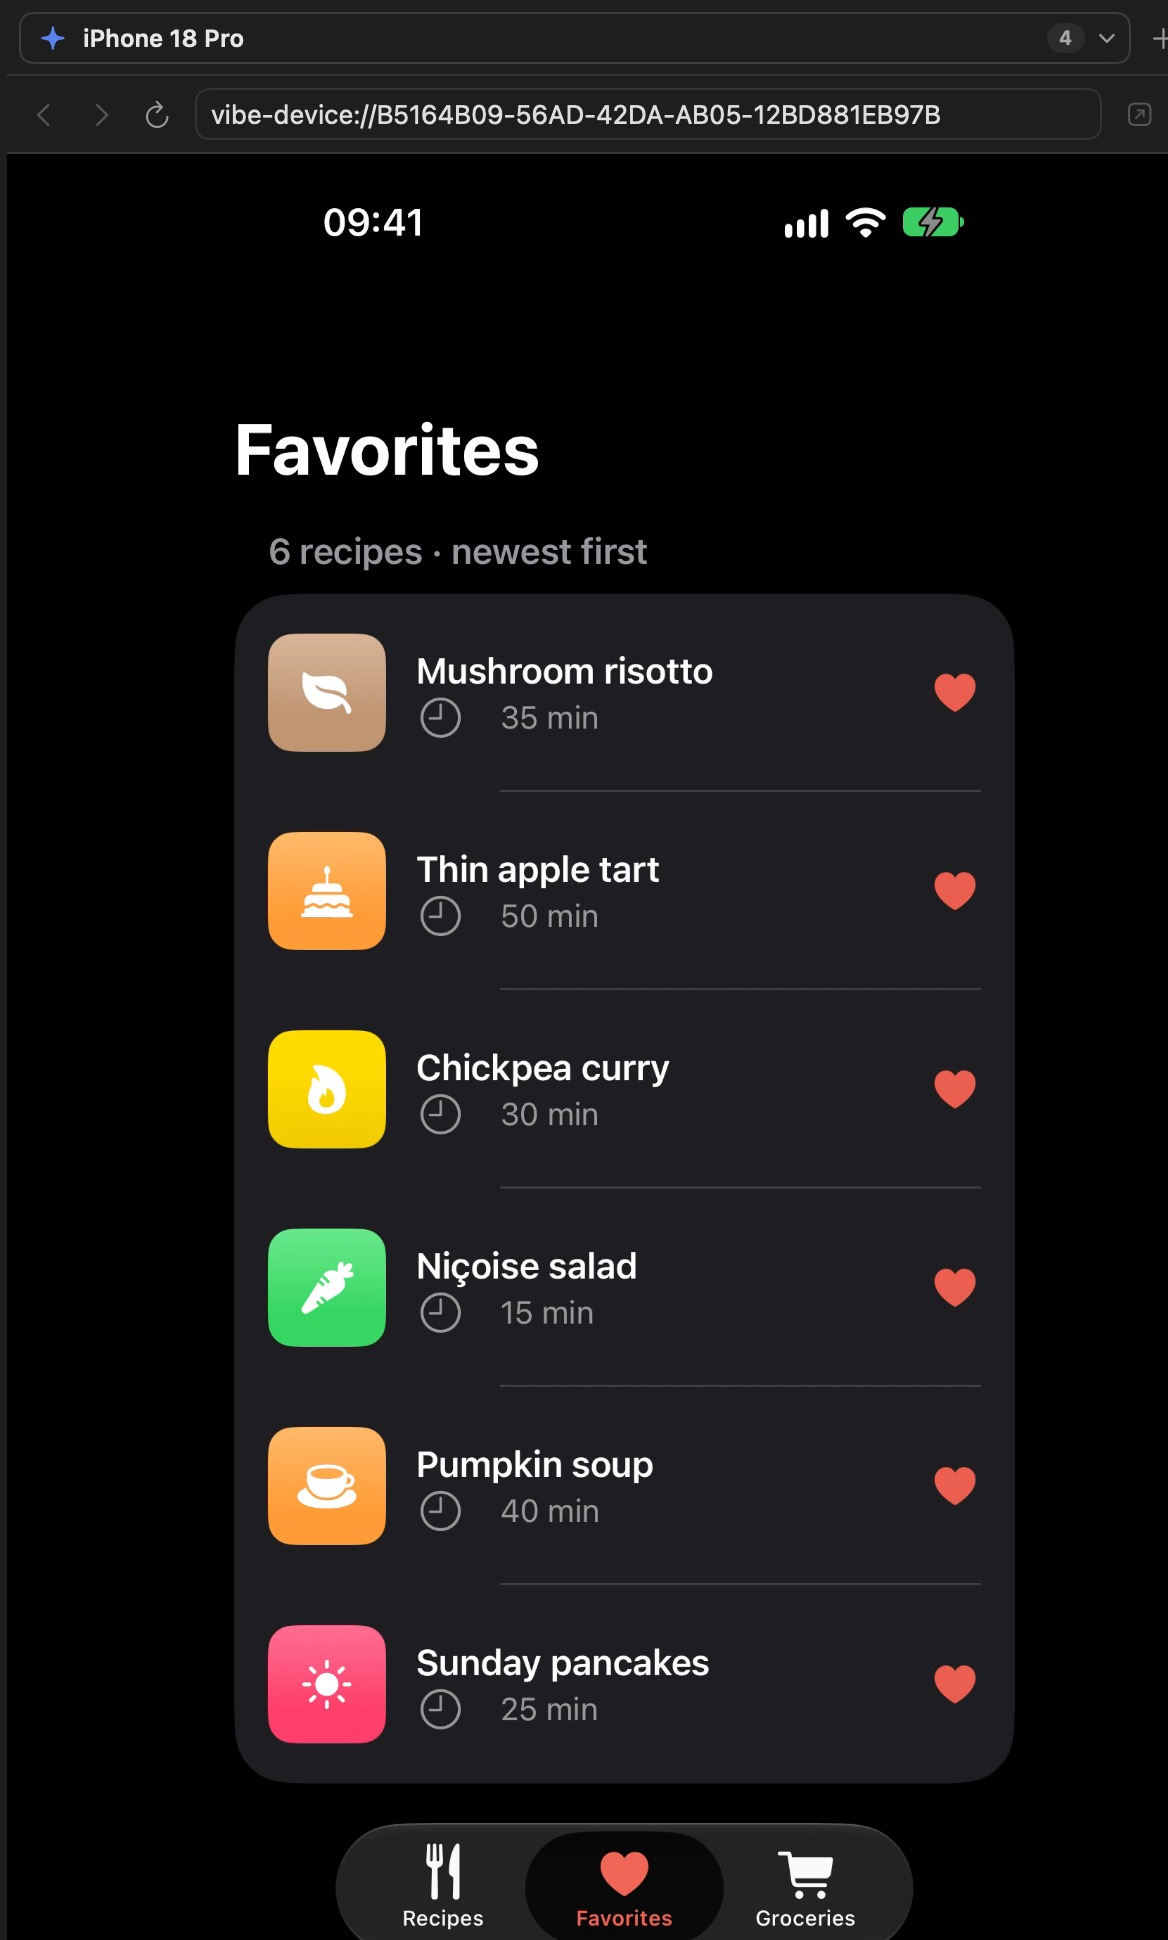 iPhone 18 Pro
4
vibe-device://B5164B09-56AD-42DA-AB05-12BD881EB97B
09:41
Favorites
6 recipes · newest first
Mushroom risotto
35 min
Thin apple tart
50 min
Chickpea curry
30 min
Niçoise salad
15 min
Pumpkin soup
40 min
Sunday pancakes
25 min
Recipes
Favorites
Groceries